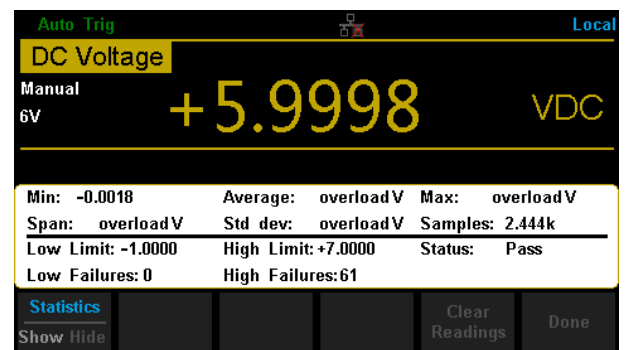 Auto Trig Local
DC Voltage
Manual
6V +5.9998 VDC
Min: -0.0018 Average: overload V Max: overload V
Span: overload V Std dev: overload V Samples: 2.444k
Low Limit: -1.0000 High Limit: +7.0000 Status: Pass
Low Failures: 0 High Failures: 61
Statistics
Show Hide
Clear
Readings
Done